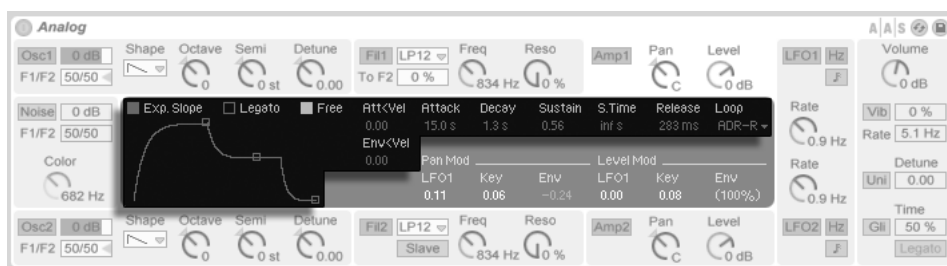 Analog AAS
Osc1 0 dB Shape Octave Semi Detune Fil1 LP12 Freq Reso Amp1 Pan Level LFO1 Hz Volume
F1/F2 50/50 0 0 st 0.00 To F2 0 % 834 Hz 0 % C 0 dB 0 dB
Noise 0 dB Exp. Slope Legato Free Att<Vel Attack Decay Sustain S.Time Release Loop Rate Vib 0 %
F1/F2 50/50 0.00 15.0 s 1.3 s 0.56 inf s 283 ms ADR-R 0.9 Hz Rate 5.1 Hz
Env<Vel
Color 0.00 Pan Mod Level Mod Rate Detune
LFO1 Key Env LFO1 Key Env Uni 0.00
682 Hz 0.11 0.06 -0.24 0.00 0.08 (100%) 0.9 Hz
Time
Osc2 0 dB Shape Octave Semi Detune Fil2 LP12 Freq Reso Amp2 Pan Level LFO2 Hz Gli 50 %
F1/F2 50/50 0 0 st 0.00 Slave 834 Hz 0 % C 0 dB Legato